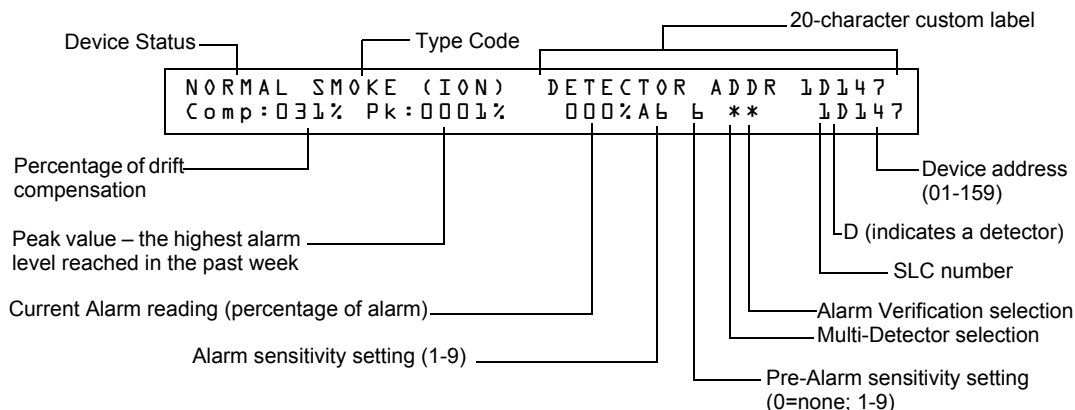 20-character custom label
Device Status
Type Code
NORMAL SMOKE (ION) DETECTOR ADDR 1D147
Comp:031% Pk:0001% 000%A6 6 ** 1D147
Percentage of drift
compensation
Device address
(01-159)
Peak value – the highest alarm
level reached in the past week
D (indicates a detector)
SLC number
Current Alarm reading (percentage of alarm)
Alarm Verification selection
Multi-Detector selection
Alarm sensitivity setting (1-9)
Pre-Alarm sensitivity setting
(0=none; 1-9)